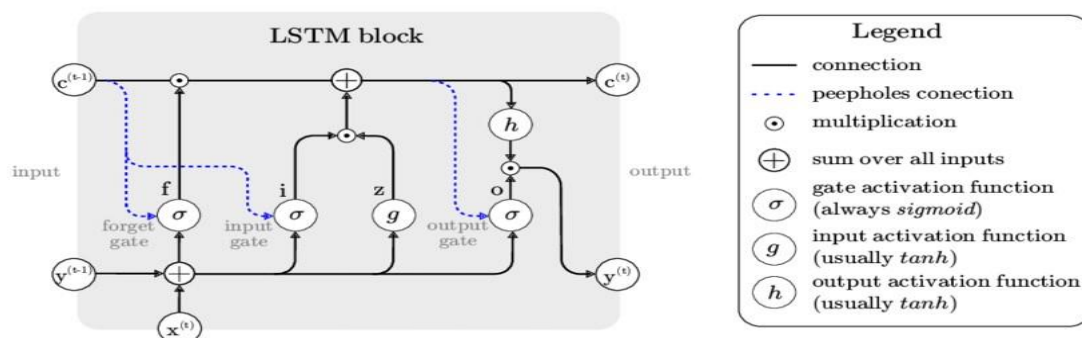 LSTM block
c(t-1)
c(t)
h
input
output
f
i
z
o
σ
σ
g
σ
forget
gate
input
gate
output
gate
y(t-1)
y(t)
x(t)
Legend
connection
peepholes conection
multiplication
sum over all inputs
σ
gate activation function
(always sigmoid)
g
input activation function
(usually tanh)
h
output activation function
(usually tanh)